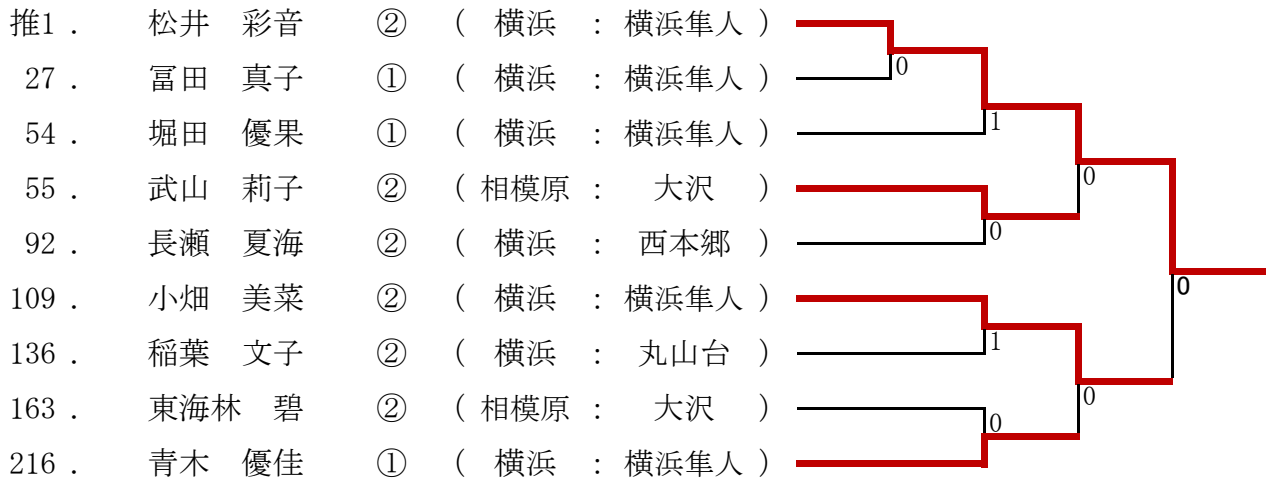 推1 . 松井 彩音 ② ( 横浜 : 横浜隼人 )
0
27 . 冨田 真子 ① ( 横浜 : 横浜隼人 )
54 . 堀田 優果 ① ( 横浜 : 横浜隼人 )
1
55 . 武山 莉子 ② ( 相模原 : 大沢 )
0
92 . 長瀬 夏海 ② ( 横浜 : 西本郷 )
0
109 . 小畑 美菜 ② ( 横浜 : 横浜隼人 )
0
136 . 稲葉 文子 ② ( 横浜 : 丸山台 )
1
163 . 東海林 碧 ② ( 相模原 : 大沢 )
0
0
216 . 青木 優佳 ① ( 横浜 : 横浜隼人 )